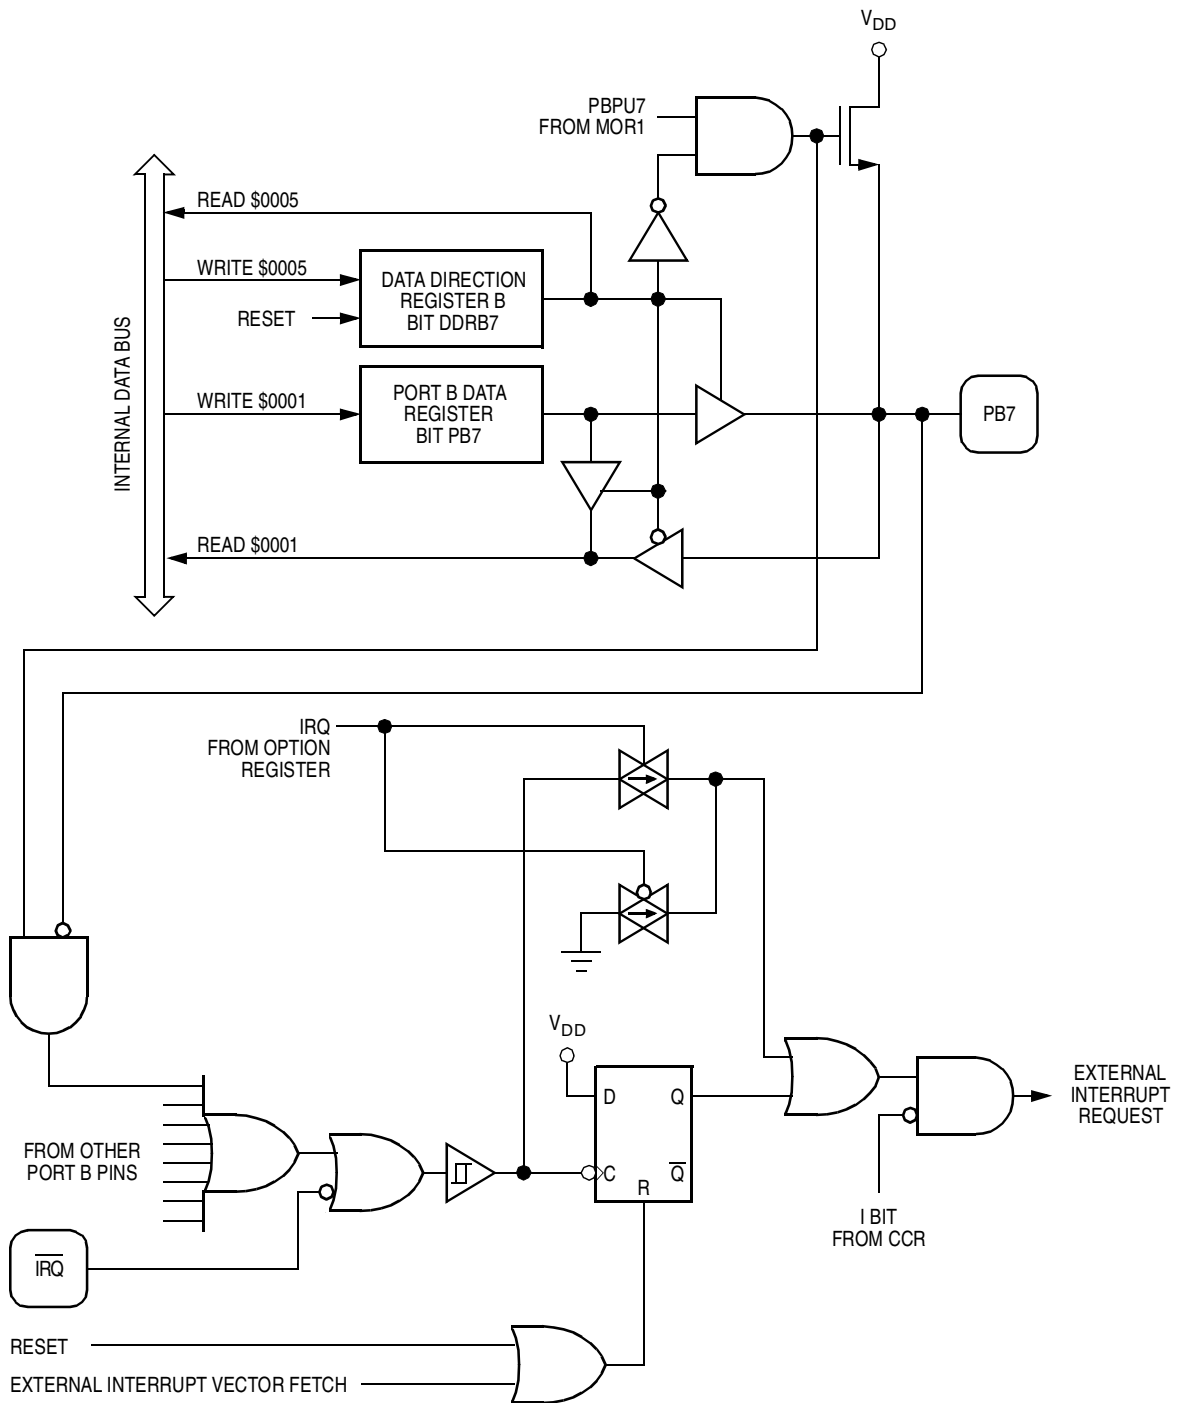 VDD
PBPU7
FROM MOR1
READ $0005
WRITE $0005
RESET
DATA DIRECTION
REGISTER B
BIT DDRB7
INTERNAL DATA BUS
WRITE $0001
PORT B DATA
REGISTER
BIT PB7
PB7
READ $0001
IRQ
FROM OPTION
REGISTER
VDD
D
Q
C
Q̅
R
EXTERNAL
INTERRUPT
REQUEST
FROM OTHER
PORT B PINS
I BIT
FROM CCR
I̅R̅Q̅
RESET
EXTERNAL INTERRUPT VECTOR FETCH